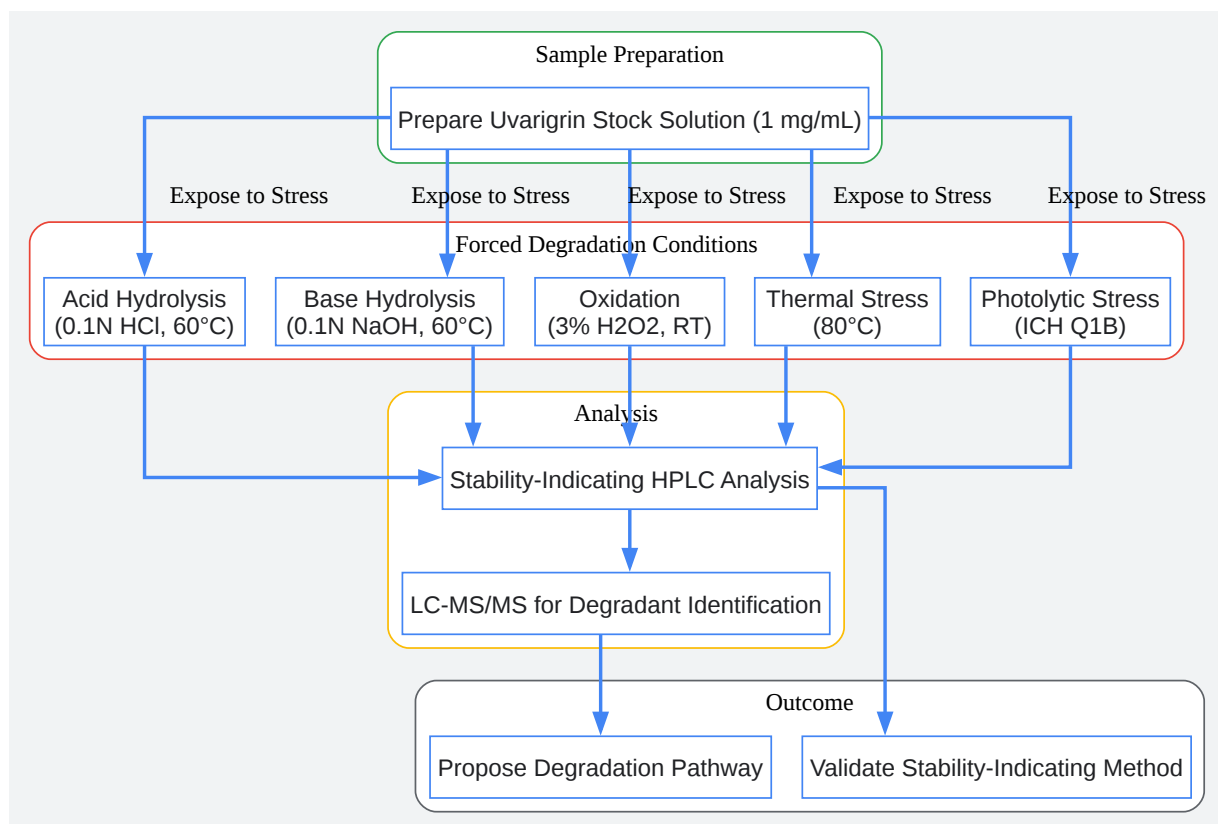 Sample Preparation
Prepare Uvarigrin Stock Solution (1 mg/mL)
Expose to Stress
Expose to Stress
Expose to Stress
Expose to Stress
Expose to Stress
Forced Degradation Conditions
Acid Hydrolysis
(0.1N HCl, 60°C)
Base Hydrolysis
(0.1N NaOH, 60°C)
Oxidation
(3% H2O2, RT)
Thermal Stress
(80°C)
Photolytic Stress
(ICH Q1B)
Analysis
Stability-Indicating HPLC Analysis
LC-MS/MS for Degradant Identification
Outcome
Propose Degradation Pathway
Validate Stability-Indicating Method